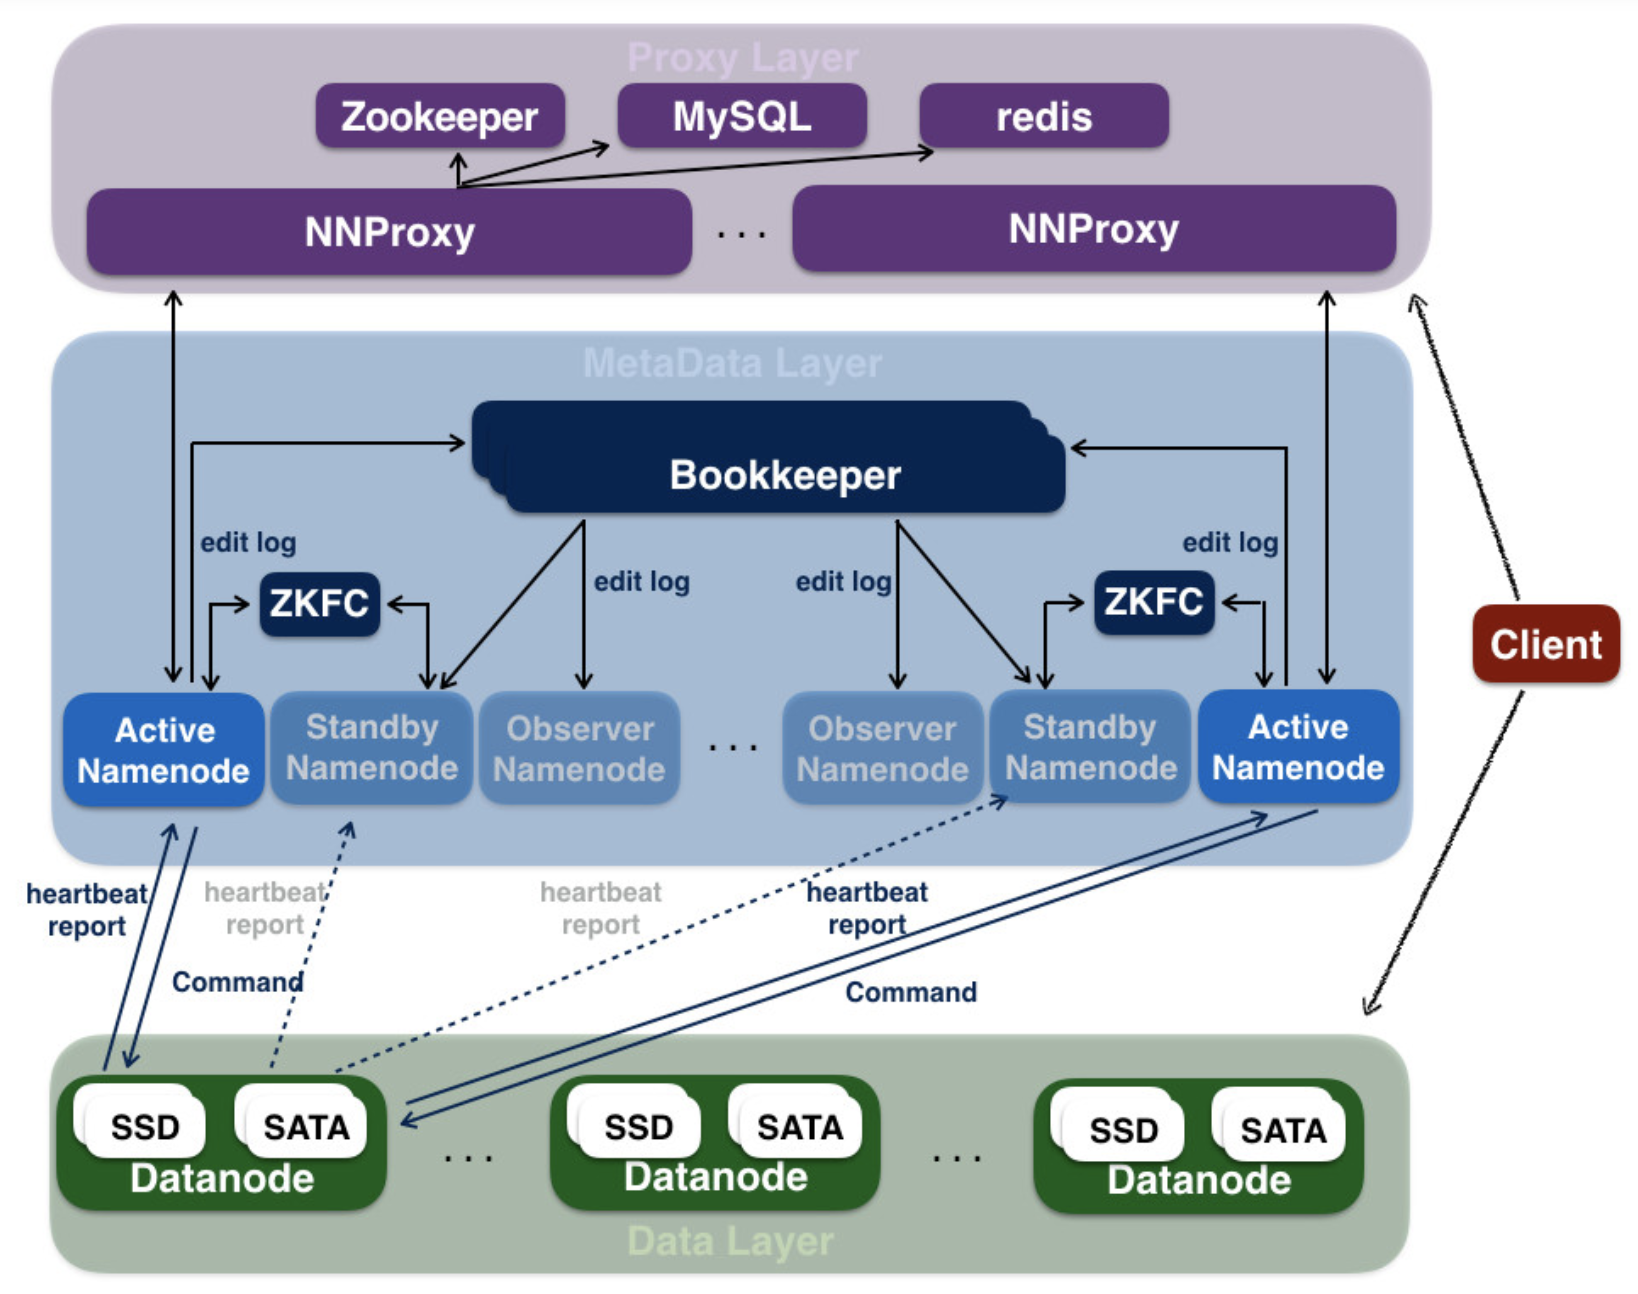 Proxy Layer
Zookeeper
MySQL
redis
NNProxy
...
NNProxy
MetaData Layer
Bookkeeper
edit log
edit log
edit log
edit log
ZKFC
ZKFC
Client
Active
Namenode
Standby
Namenode
Observer
Namenode
...
Observer
Namenode
Standby
Namenode
Active
Namenode
heartbeat
report
heartbeat
report
heartbeat
report
heartbeat
report
Command
Command
SSD
SATA
Datanode
...
SSD
SATA
Datanode
...
SSD
SATA
Datanode
Data Layer